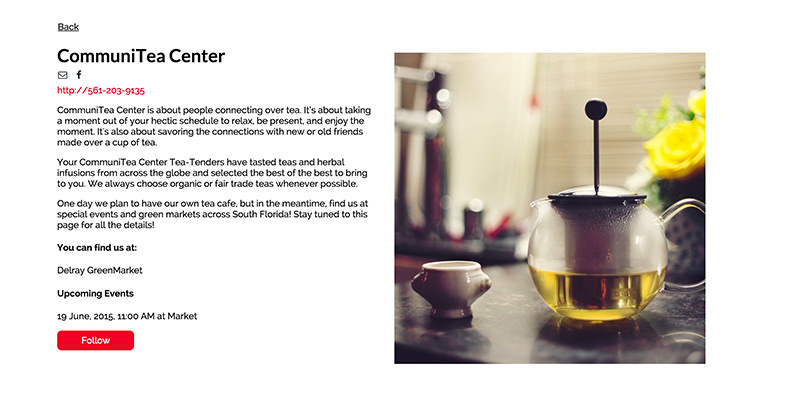 Back
CommuniTea Center
http://561-203-9135
CommuniTea Center is about people connecting over tea. It's about taking
a moment out of your hectic schedule to relax, be present, and enjoy the
moment. It's also about savoring the connections with new or old friends
made over a cup of tea.
Your CommuniTea Center Tea-Tenders have tasted teas and herbal
infusions from across the globe and selected the best of the best to bring
to you. We always choose organic or fair trade teas whenever possible.
One day we plan to have our own tea cafe, but in the meantime, find us at
special events and green markets across South Florida! Stay tuned to this
page for all the details!
You can find us at:
Delray GreenMarket
Upcoming Events
19 June, 2015, 11:00 AM at Market
Follow